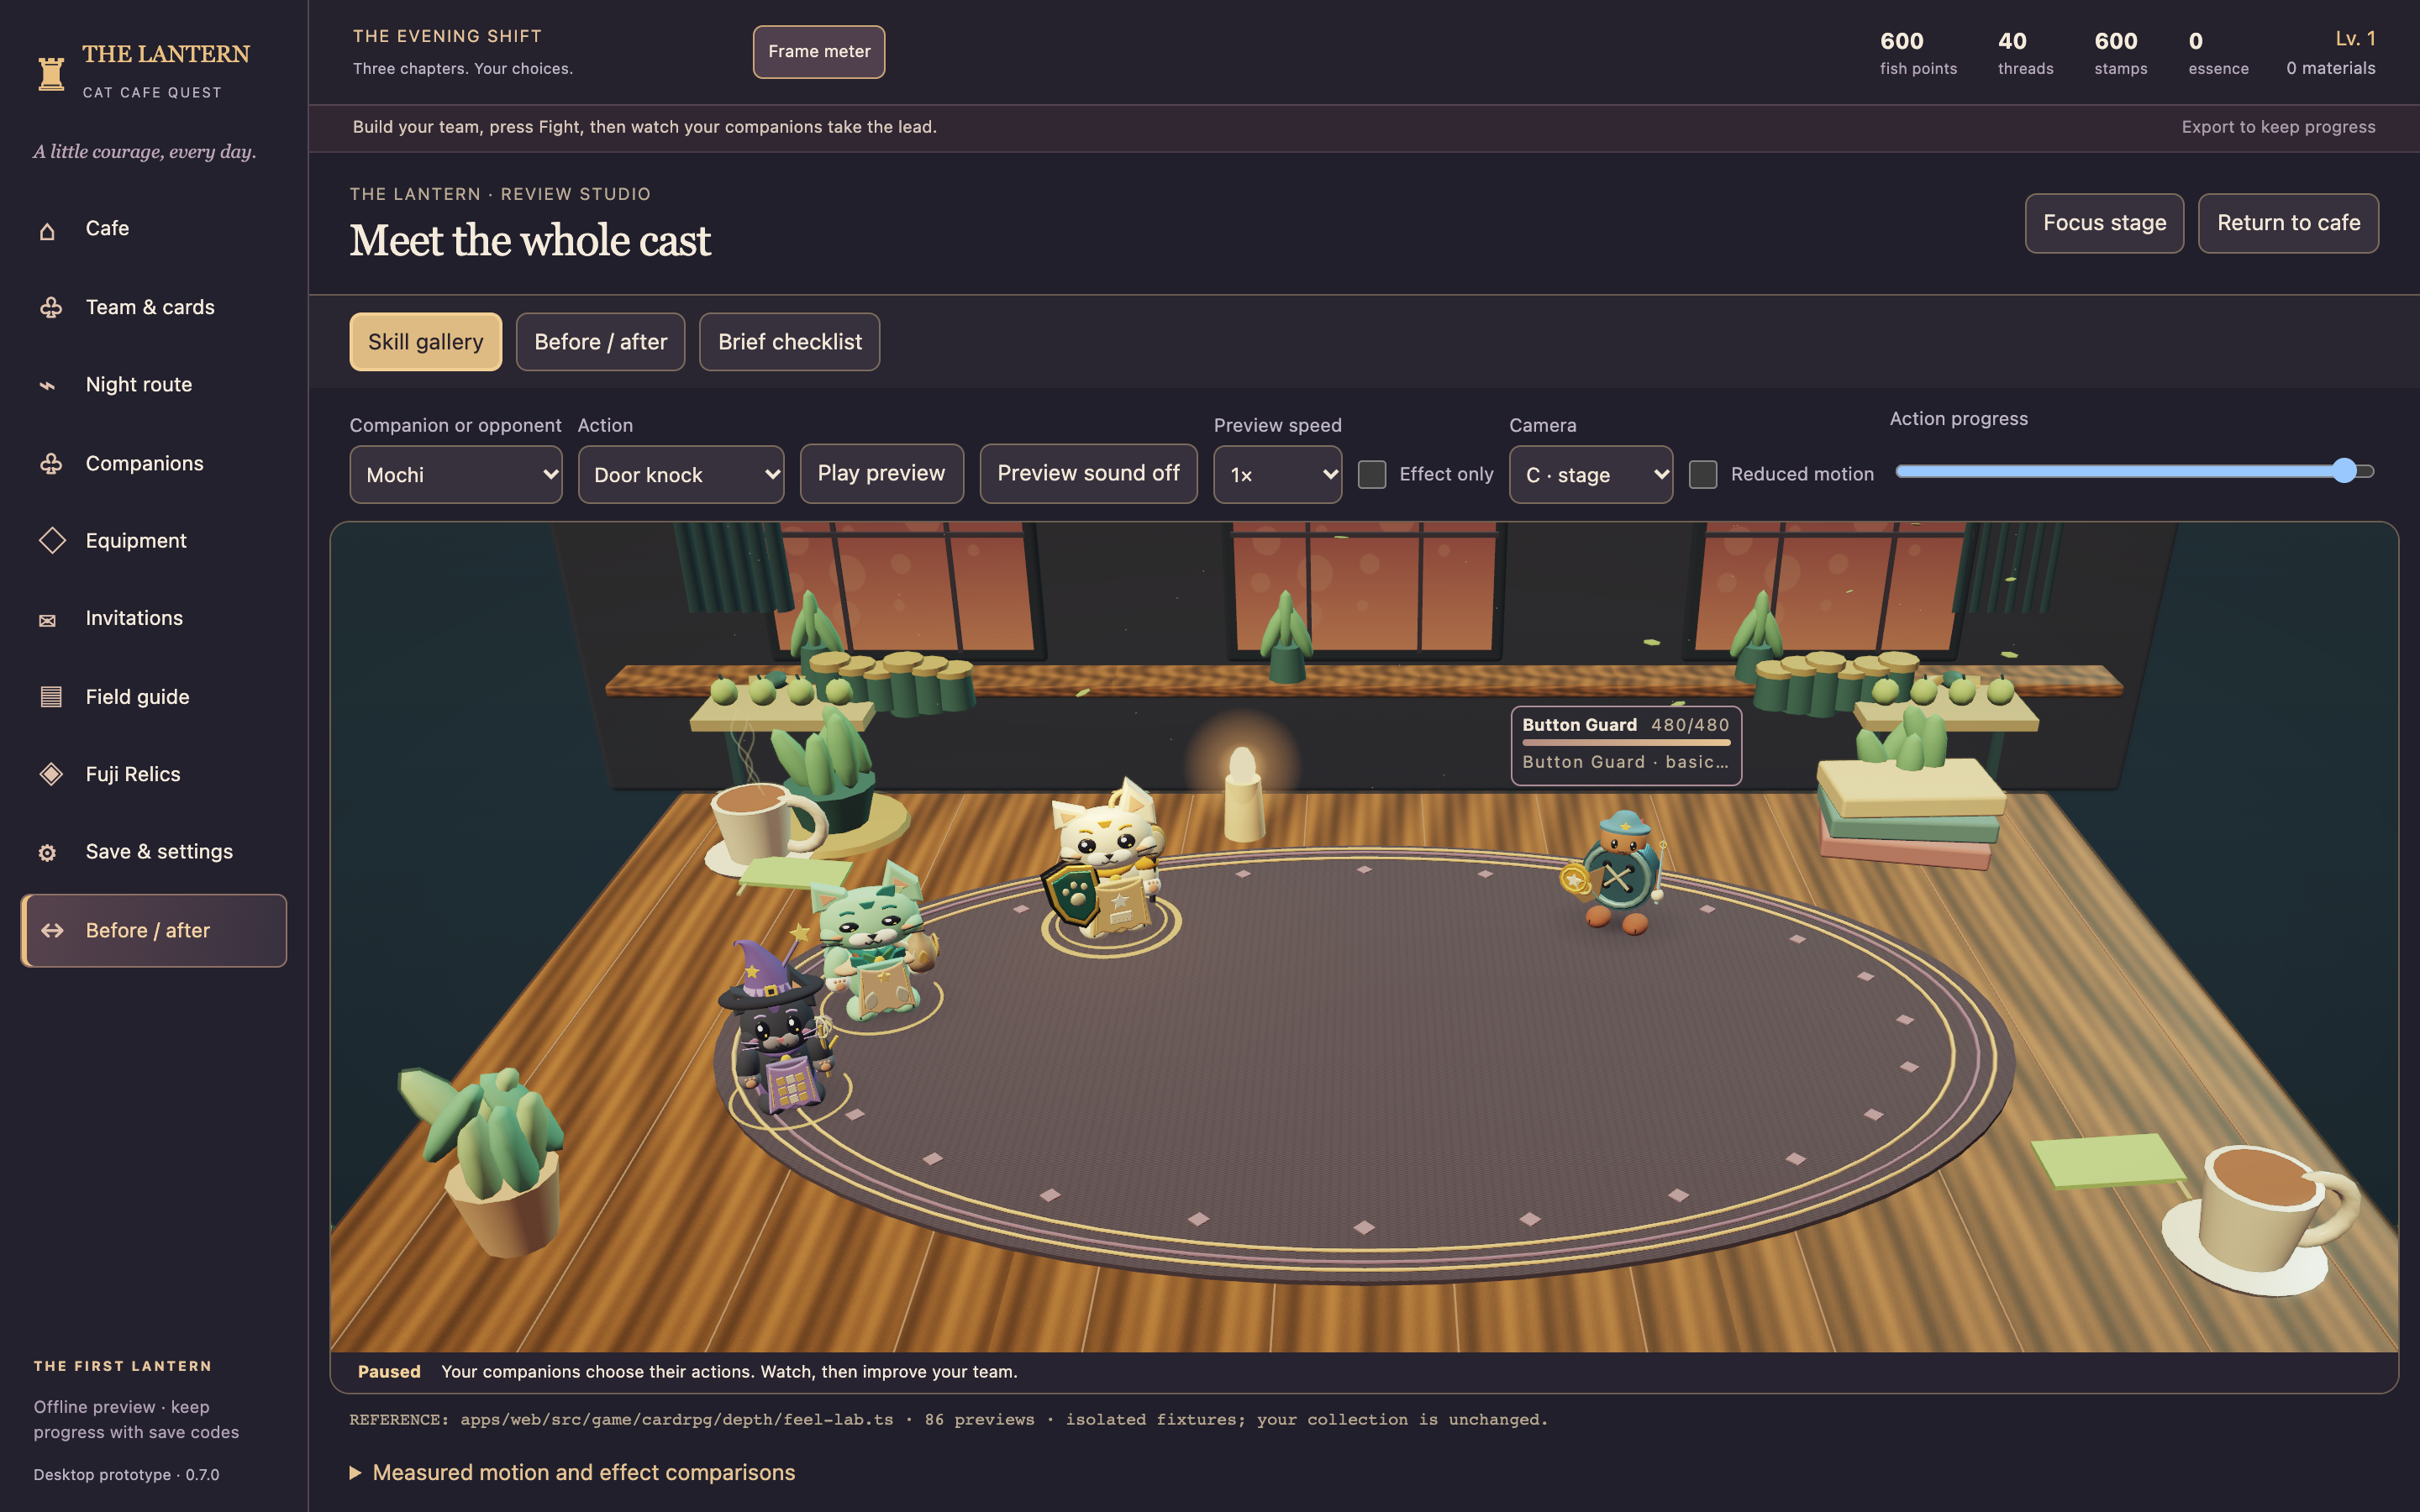 THE LANTERN
CAT CAFE QUEST
A little courage, every day.
Cafe
Team & cards
Night route
Companions
Equipment
Invitations
Field guide
Fuji Relics
Save & settings
Before / after
THE FIRST LANTERN
Offline preview · keep
progress with save codes
Desktop prototype · 0.7.0
THE EVENING SHIFT
Three chapters. Your choices.
Frame meter
600 fish points
40 threads
600 stamps
0 essence
Lv. 1
0 materials
Build your team, press Fight, then watch your companions take the lead.
Export to keep progress
THE LANTERN · REVIEW STUDIO
Meet the whole cast
Focus stage
Return to cafe
Skill gallery
Before / after
Brief checklist
Companion or opponent
Mochi
Action
Door knock
Play preview
Preview sound off
Preview speed
1×
Effect only
Camera
C · stage
Reduced motion
Action progress
Button Guard 480/480
Button Guard · basic…
Paused Your companions choose their actions. Watch, then improve your team.
REFERENCE: apps/web/src/game/cardrpg/depth/feel-lab.ts · 86 previews · isolated fixtures; your collection is unchanged.
Measured motion and effect comparisons